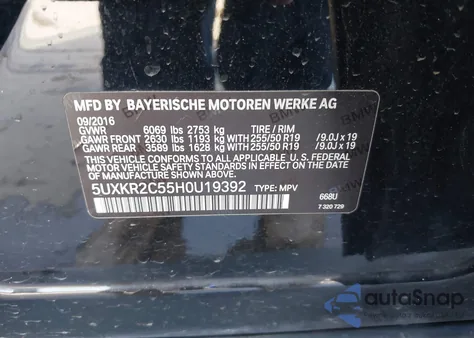 MFD BY BAYERISCHE MOTOREN WERKE AG
09/2016
GVWR 6069 lbs 2753 kg TIRE / RIM
GAWR FRONT 2630 lbs 1193 kg 255/50 R19 /9.0J x 19
GAWR REAR 3589 lbs 1628 kg 255/50 R19 /9.0J x 19
THIS VEHICLE CONFORMS TO ALL APPLICABLE U.S. FEDERAL
MOTOR VEHICLE SAFETY STANDARDS IN EFFECT ON THE
DATE OF MANUFACTURE SHOWN ABOVE.
5UXKR2C55H0U19392 TYPE: MPV
668U
7 320 729
autoSnap